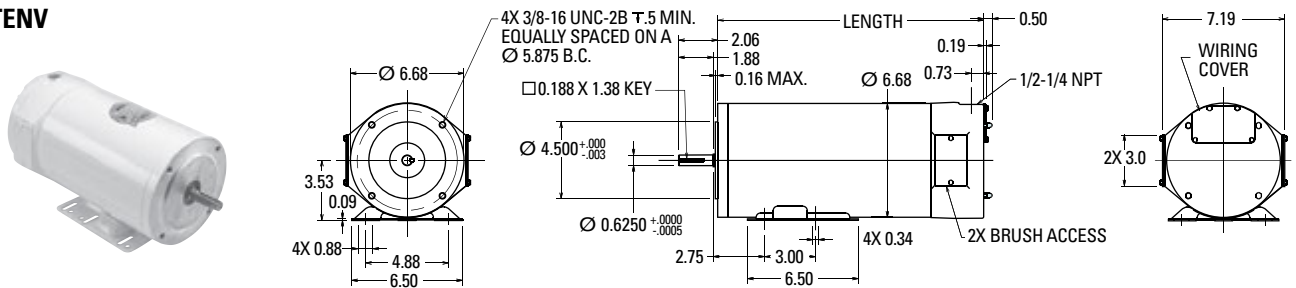 TENV
4X 3/8-16 UNC-2B ↧.5 MIN.
EQUALLY SPACED ON A
Ø 5.875 B.C.
Ø 6.68
3.53
0.09
4X 0.88
4.88
6.50
LENGTH
0.50
2.06
1.88
0.16 MAX.
0.19
0.73
1/2-1/4 NPT
Ø 6.68
□0.188 X 1.38 KEY
Ø 4.500 +.000 -.003
Ø 0.6250 +.0000 -.0005
2.75
3.00
6.50
4X 0.34
2X BRUSH ACCESS
7.19
WIRING
COVER
2X 3.0